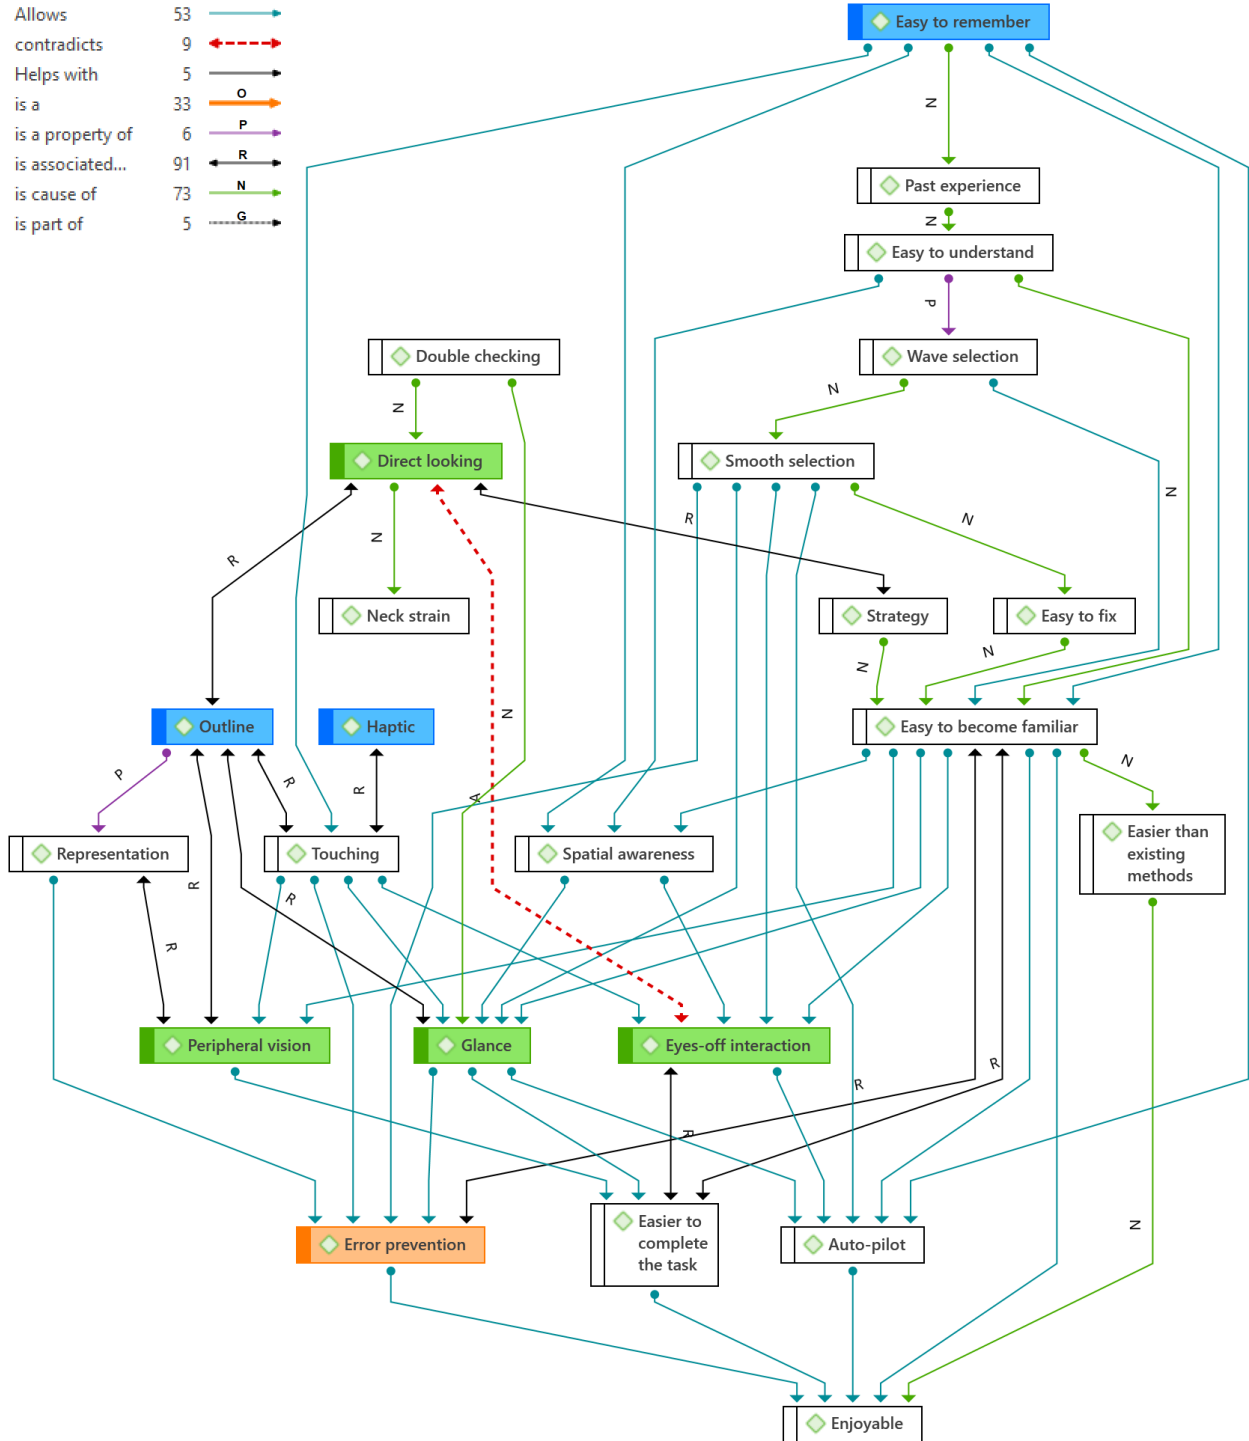 Allows 53
contradicts 9
Helps with 5
is a 33 O
is a property of 6 P
is associated... 91 R
is cause of 73 N
is part of 5 G
Easy to remember
N
Past experience
N
Easy to understand
P
Double checking
Wave selection
N
N
Direct looking
Smooth selection
N
R
N
N
R
Neck strain
Strategy
Easy to fix
N
N
N
Outline
Haptic
Easy to become familiar
P
R
R
A
N
Representation
Touching
Spatial awareness
Easier than
existing
methods
R
R
R
Peripheral vision
Glance
Eyes-off interaction
R
R
R
N
Error prevention
Easier to
complete
the task
Auto-pilot
Enjoyable